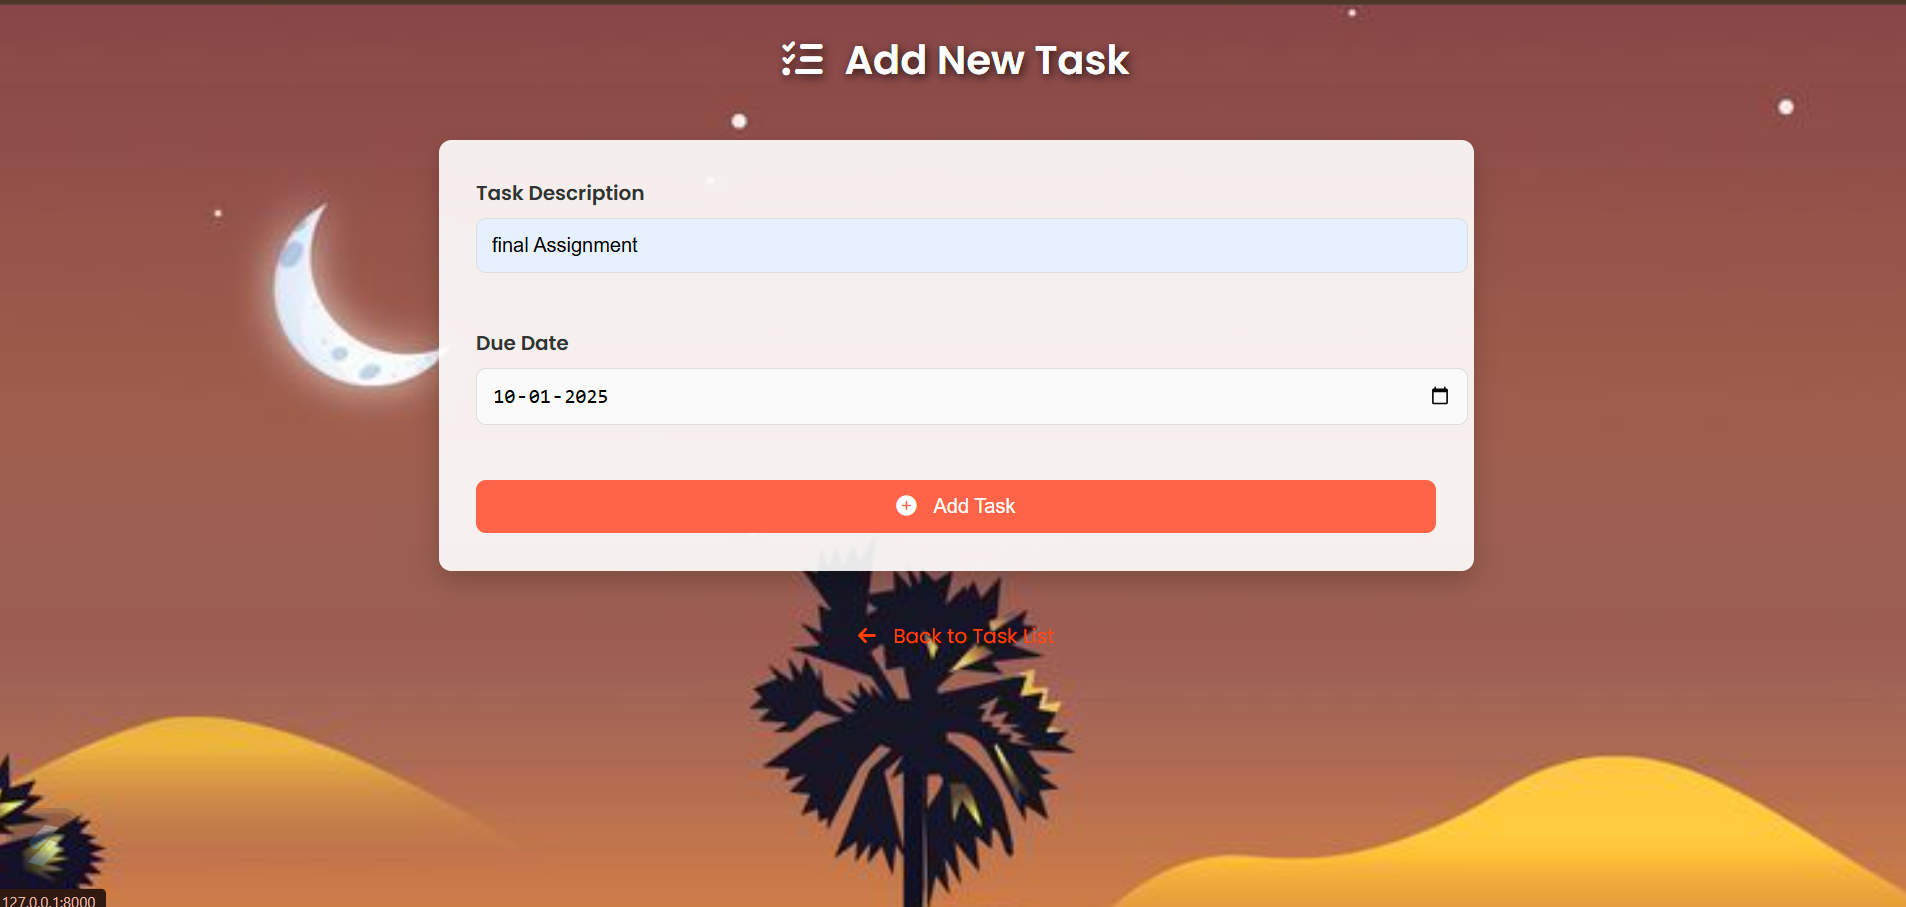 Add New Task
Task Description
final Assignment
Due Date
10-01-2025
Add Task
Back to Task List
127.0.0.1:8000